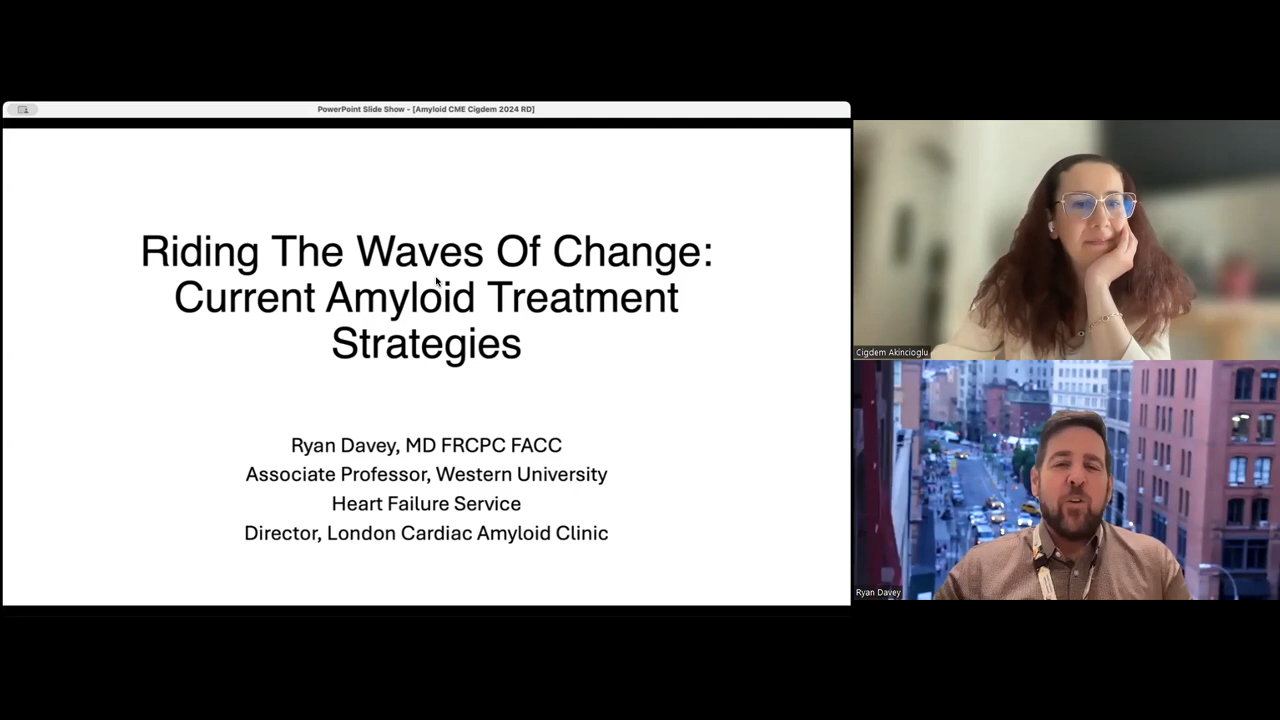 PowerPoint Slide Show - [Amyloid CME Cigdem 2024 RD]
Riding The Waves Of Change:
Current Amyloid Treatment
Strategies
Ryan Davey, MD FRCPC FACC
Associate Professor, Western University
Heart Failure Service
Director, London Cardiac Amyloid Clinic
Cigdem Akincioglu
Ryan Davey